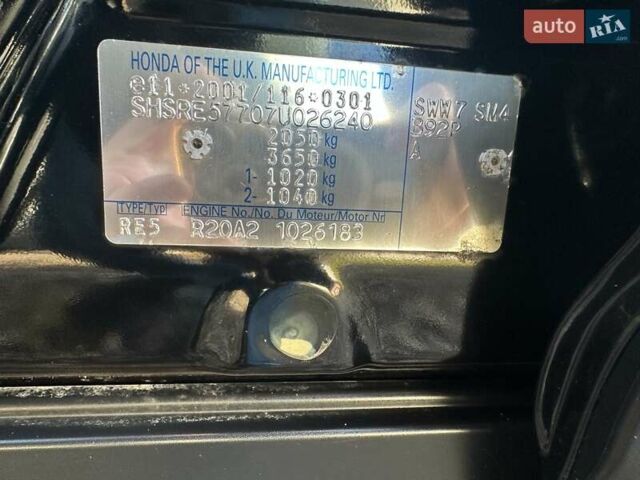 auto RIA.com
HONDA OF THE U.K. MANUFACTURING LTD.
e11*2001/116*0301
SHSRE57707U026240
2050 kg
3650 kg
1- 1020 kg
2- 1040 kg
SWW7 SM4
B92P
A
TYPE/Typ ENGINE No./No. Du Moteur/Motor Nr
RE5 R20A2 1026183